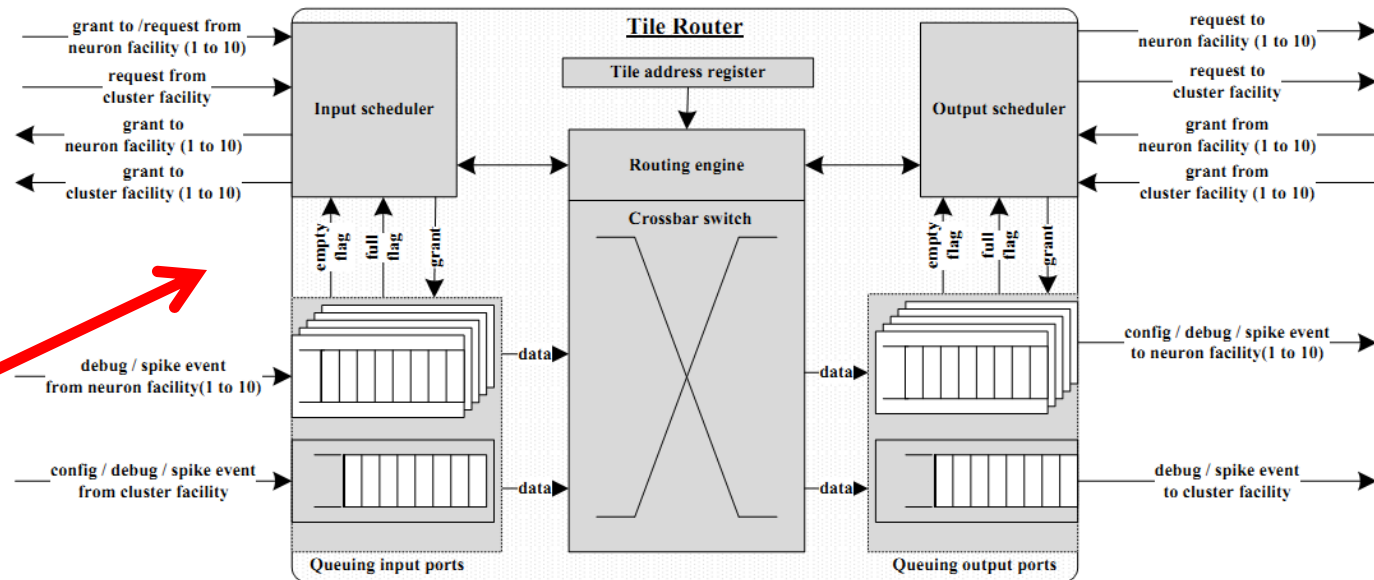 Tile Router
grant to /request from
neuron facility (1 to 10)
request from
cluster facility
grant to
neuron facility (1 to 10)
grant to
cluster facility (1 to 10)
Input scheduler
Tile address register
Routing engine
Crossbar switch
Output scheduler
request to
neuron facility (1 to 10)
request to
cluster facility
grant from
neuron facility (1 to 10)
grant from
cluster facility (1 to 10)
empty
flag
full
flag
grant
empty
flag
full
flag
grant
debug / spike event
from neuron facility(1 to 10)
data
data
config / debug / spike event
to neuron facility(1 to 10)
config / debug / spike event
from cluster facility
data
data
debug / spike event
to cluster facility
Queuing input ports
Queuing output ports